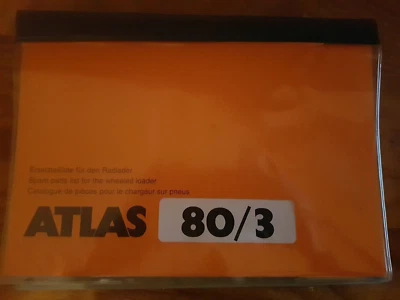 Ersatzteilliste für den Radlader
Spare parts list for the wheeled loader
Catalogue de pièces pour le chargeur sur pneus
ATLAS 80/3